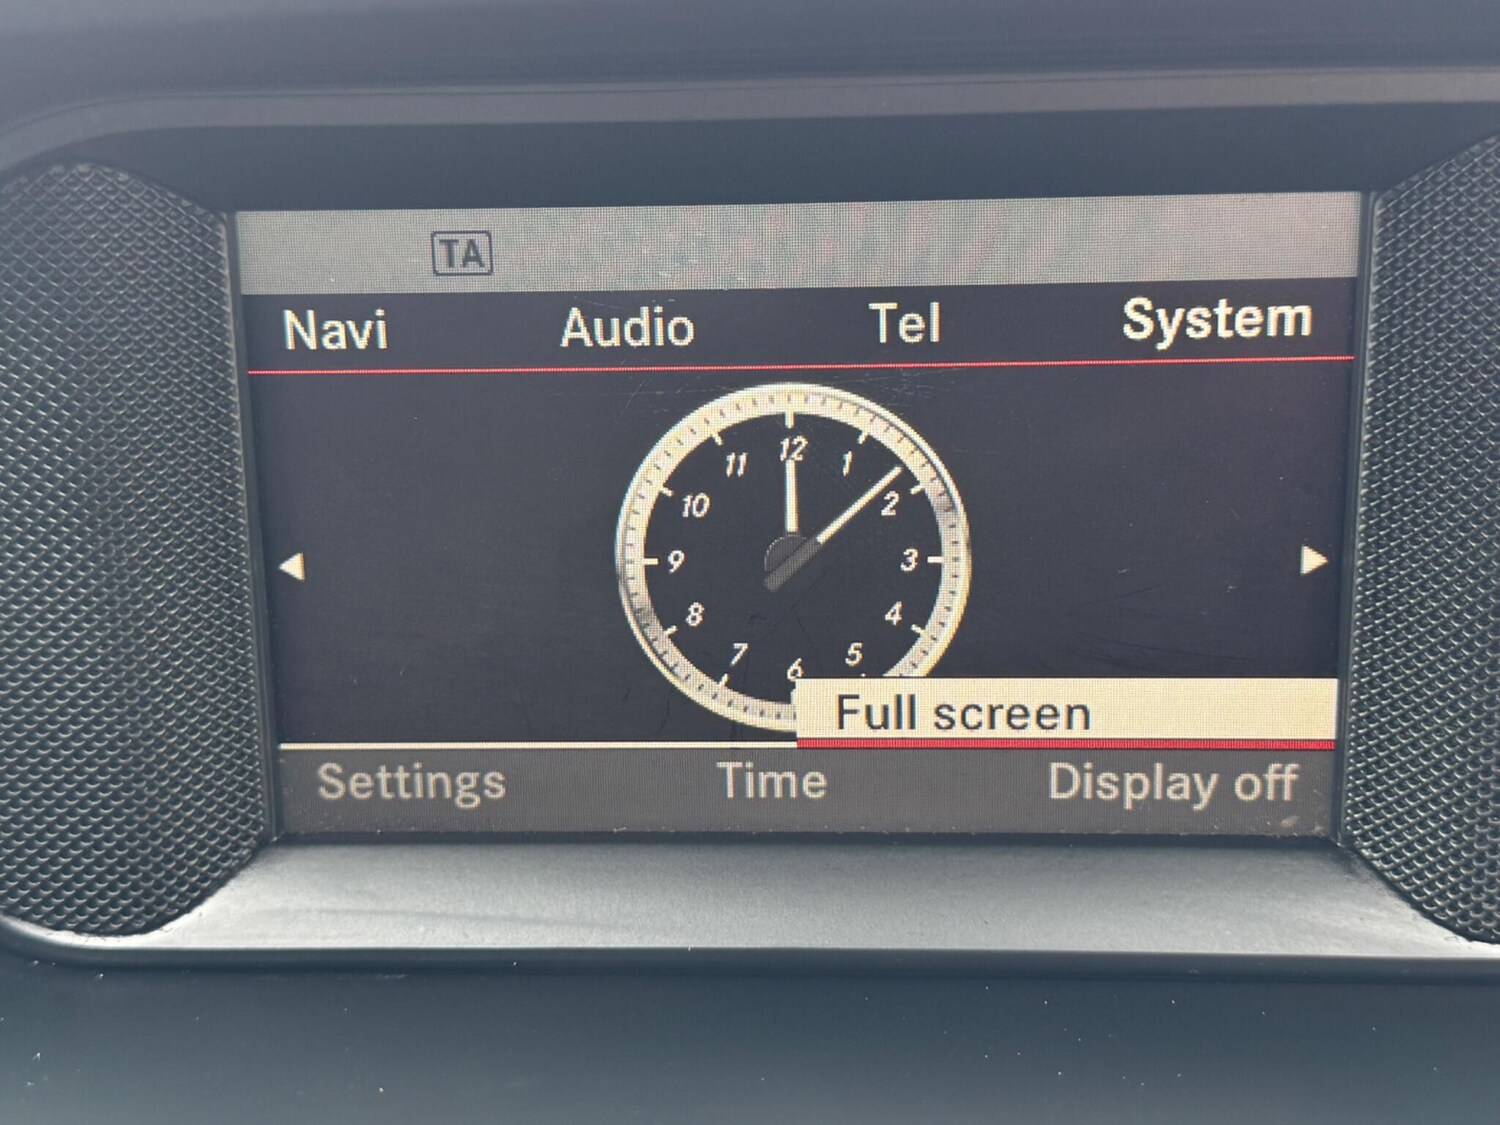 TA
Navi Audio Tel System
12
11 1
10 2
9 3
8 4
7 5
6
Full screen
Settings Time Display off